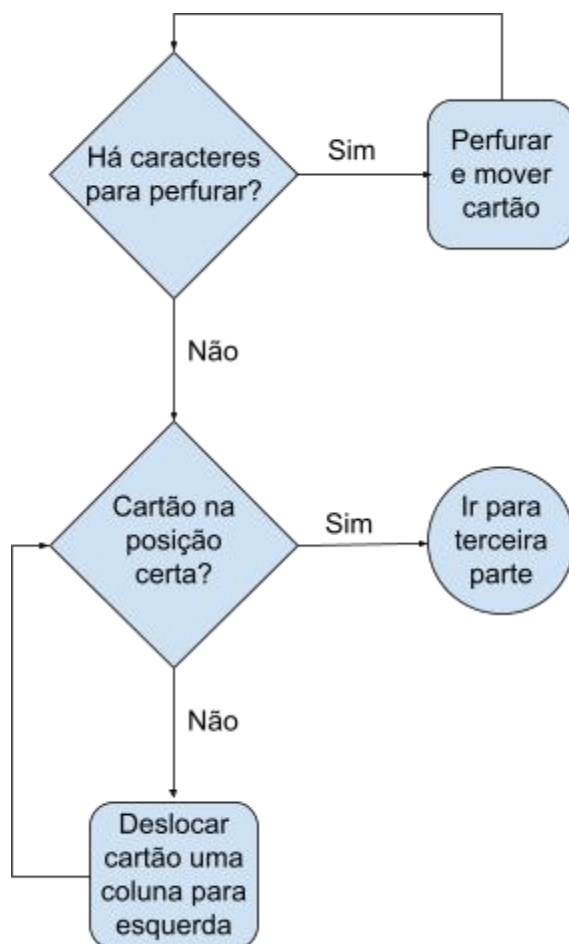 Há caracteres
para perfurar?
Sim
Perfurar
e mover
cartão
Não
Cartão na
posição
certa?
Sim
Ir para
terceira
parte
Não
Deslocar
cartão uma
coluna para
esquerda